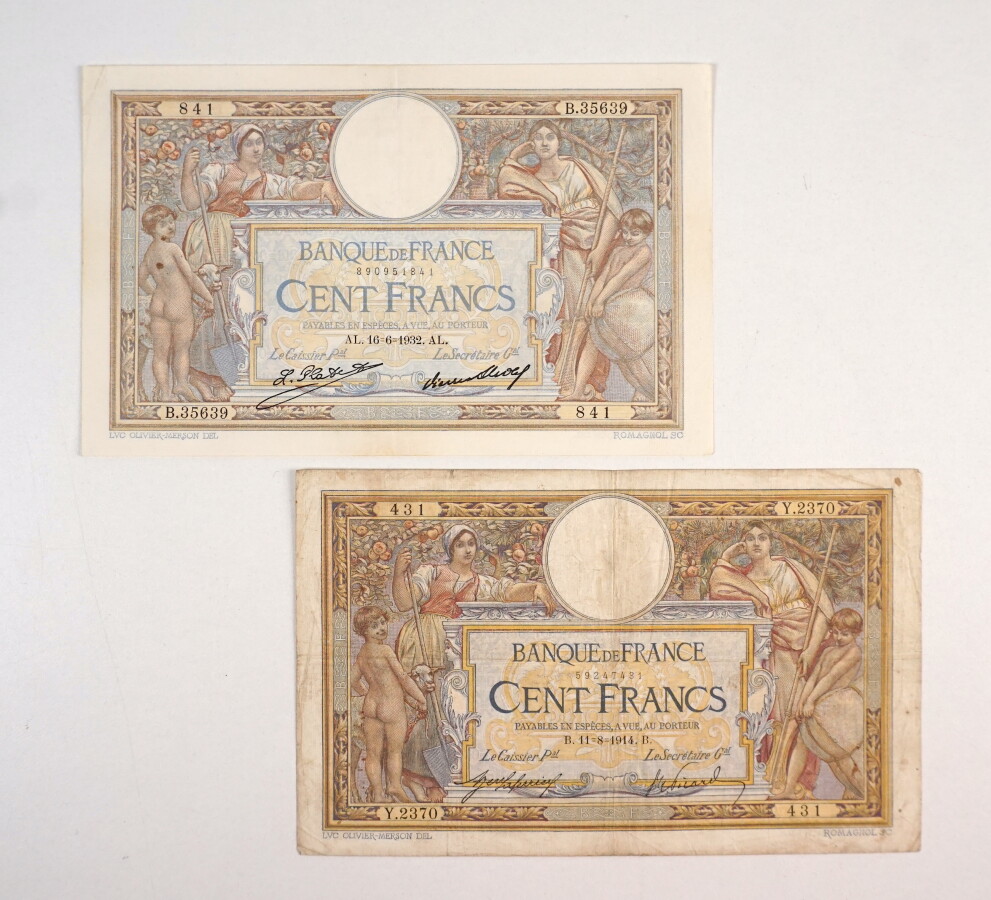 841 B.35639
BANQUE DE FRANCE
890951841
CENT FRANCS
PAYABLES EN ESPÈCES, A VUE, AU PORTEUR
AL. 16=6=1932. AL.
Le Caissier Pal Le Secrétaire Gal
B.35639 841
LVC OLIVIER-MERSON DEL ROMAGNOL SC
431 Y.2370
BANQUE DE FRANCE
59247431
CENT FRANCS
PAYABLES EN ESPÈCES, A VUE, AU PORTEUR
B. 11=8=1914. B.
Le Caissier Pal Le Secrétaire Gal
Y.2370 431
LVC OLIVIER-MERSON DEL ROMAGNOL SC